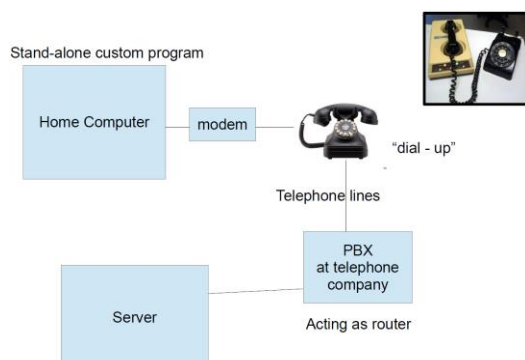 Stand-alone custom program
Home Computer
modem
“dial - up”
Telephone lines
PBX
at telephone
company
Server
Acting as router